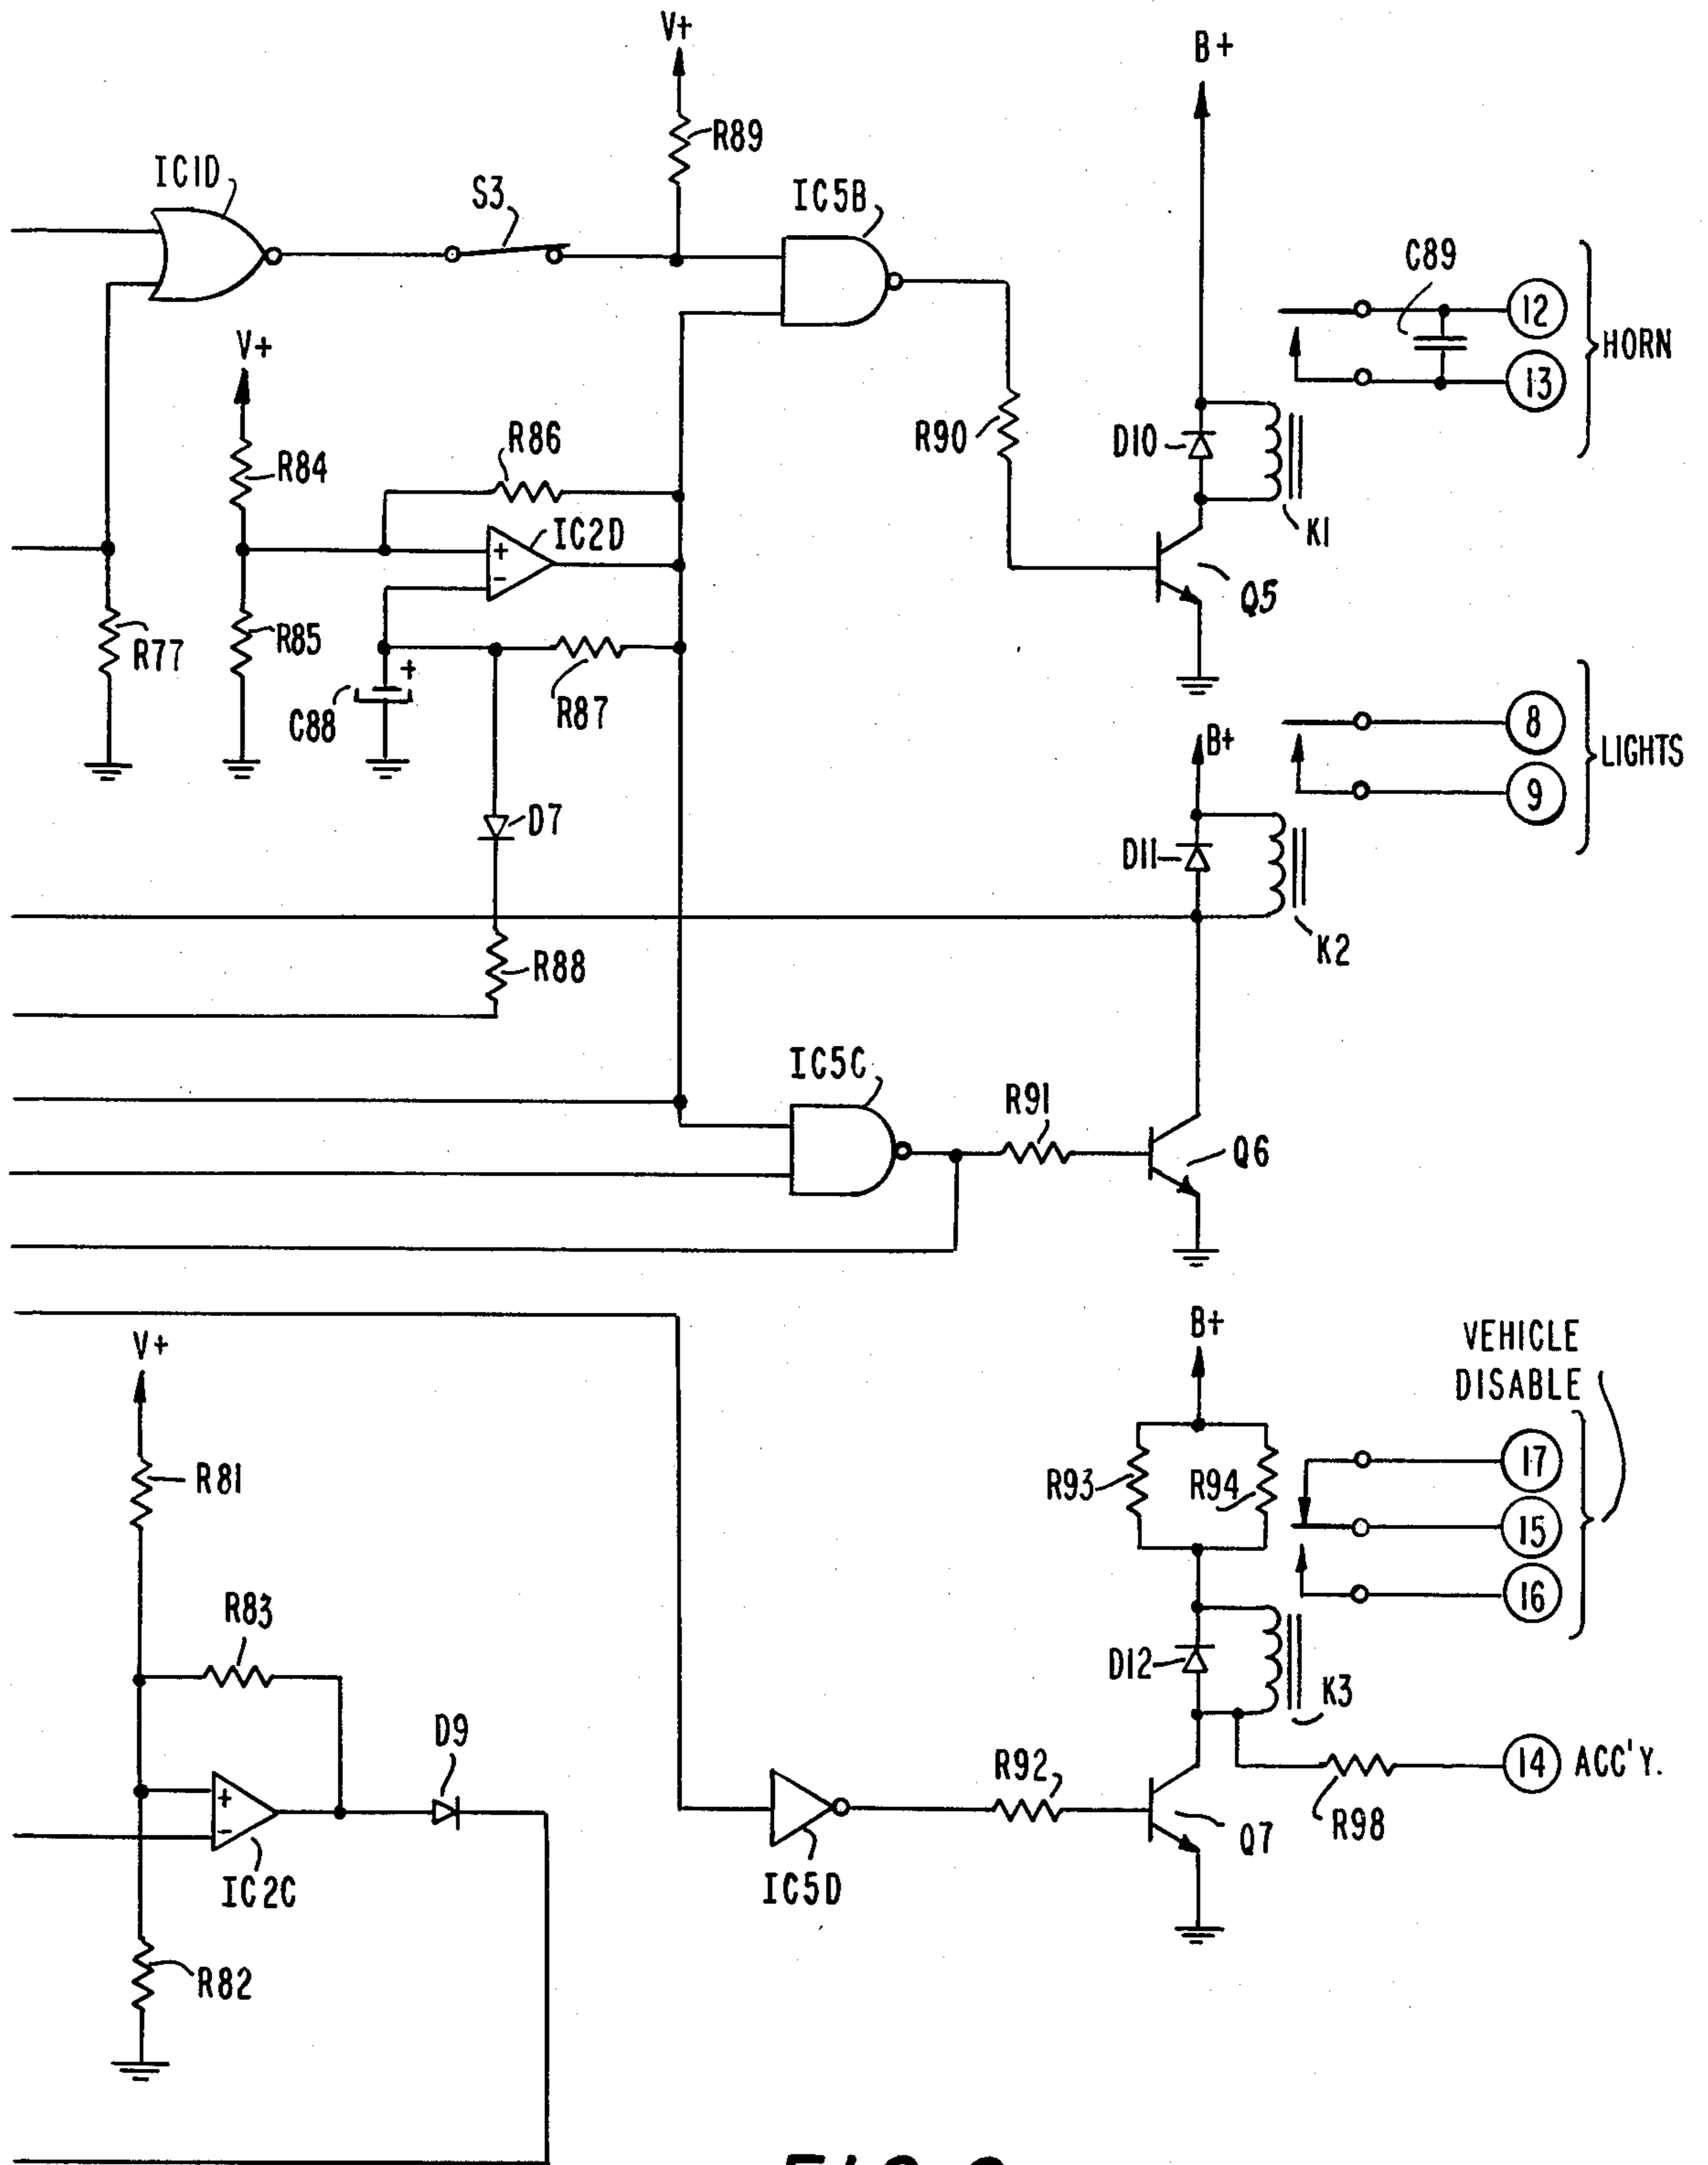 V+
B+
R89
IC1D
S3
IC5B
C89
12
HORN
13
V+
R84
R86
R90
D10
IC2D
K1
Q5
R77
R85
C88
+
R87
8
LIGHTS
9
B+
D7
D11
K2
R88
IC5C
R91
Q6
B+
VEHICLE
DISABLE
V+
R81
R93
R94
17
15
16
R83
D12
K3
D9
R92
14
ACC'Y.
R98
+
-
IC2C
IC5D
Q7
R82